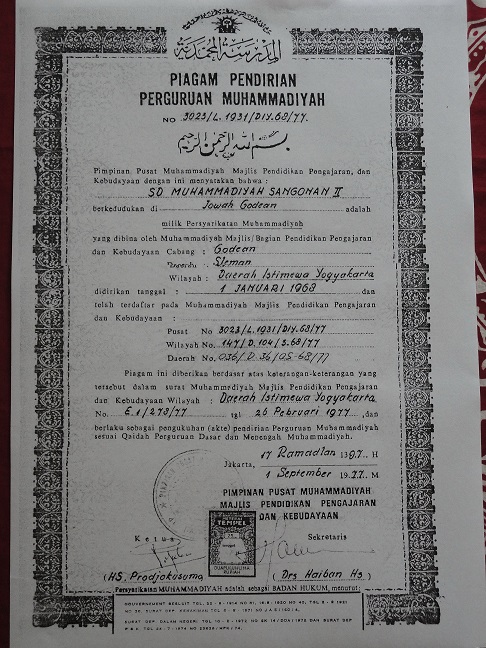 المدرسة المحمدية
PIAGAM PENDIRIAN
PERGURUAN MUHAMMADIYAH
NO 3023/L.1931/DIY.68/77.
بسم الله الرحمن الرحيم
Pimpinan Pusat Muhammadiyah Majlis Pendidikan Pengajaran, dan
Kebudayaan dengan ini menyatakan bahwa :
SD MUHAMMADIYAH SANGONAN II
berkedudukan di Jowah Godean adalah
milik Persyarikatan Muhammadiyah
yang dibina oleh Muhammadiyah Majlis/Bagian Pendidikan Pengajaran
dan Kebudayaan Cabang : Godean
: Sleman
Wilayah : Daerah Istimewa Yogyakarta
didirikan tanggal : 1 JANUARI 1968 dan
telah terdaftar pada Muhammadiyah Majlis Pendidikan Pengajaran
dan Kebudayaan :
Pusat No 3023/L.1931/DIY.68/77
Wilayah No. 147/D.104/S.68/77
Daerah No. 036/D.36/05-68/77
Piagam ini diberikan berdasar atas keterangan-keterangan yang
tersebut dalam surat Muhammadiyah Majlis Pendidikan Pengajaran
dan Kebudayaan Wilayah Daerah Istimewa Yogyakarta
No. E.1/273/77 tgl 26 Pebruari 1977 ,dan
berlaku sebagai pengukuhan (akte) pendirian Perguruan Muhammadiyah
sesuai Qaidah Perguruan Dasar dan Menengah Muhammadiyah.
17 Ramadlan 1397.. H
Jakarta,
1 September 1977. M
PIMPINAN PUSAT MUHAMMADIYAH
MAJLIS PENDIDIKAN PENGAJARAN
DAN KEBUDAYAAN
Ketua
Sekretaris
TEMPEL
25
DUAPULUHLIMA
RUPIAH
(HS. Prodjokusumo
(Drs Haiban Hs)
Persyarikatan MUHAMMADIYAH adalah sebagai BADAN HUKUM, menurut: